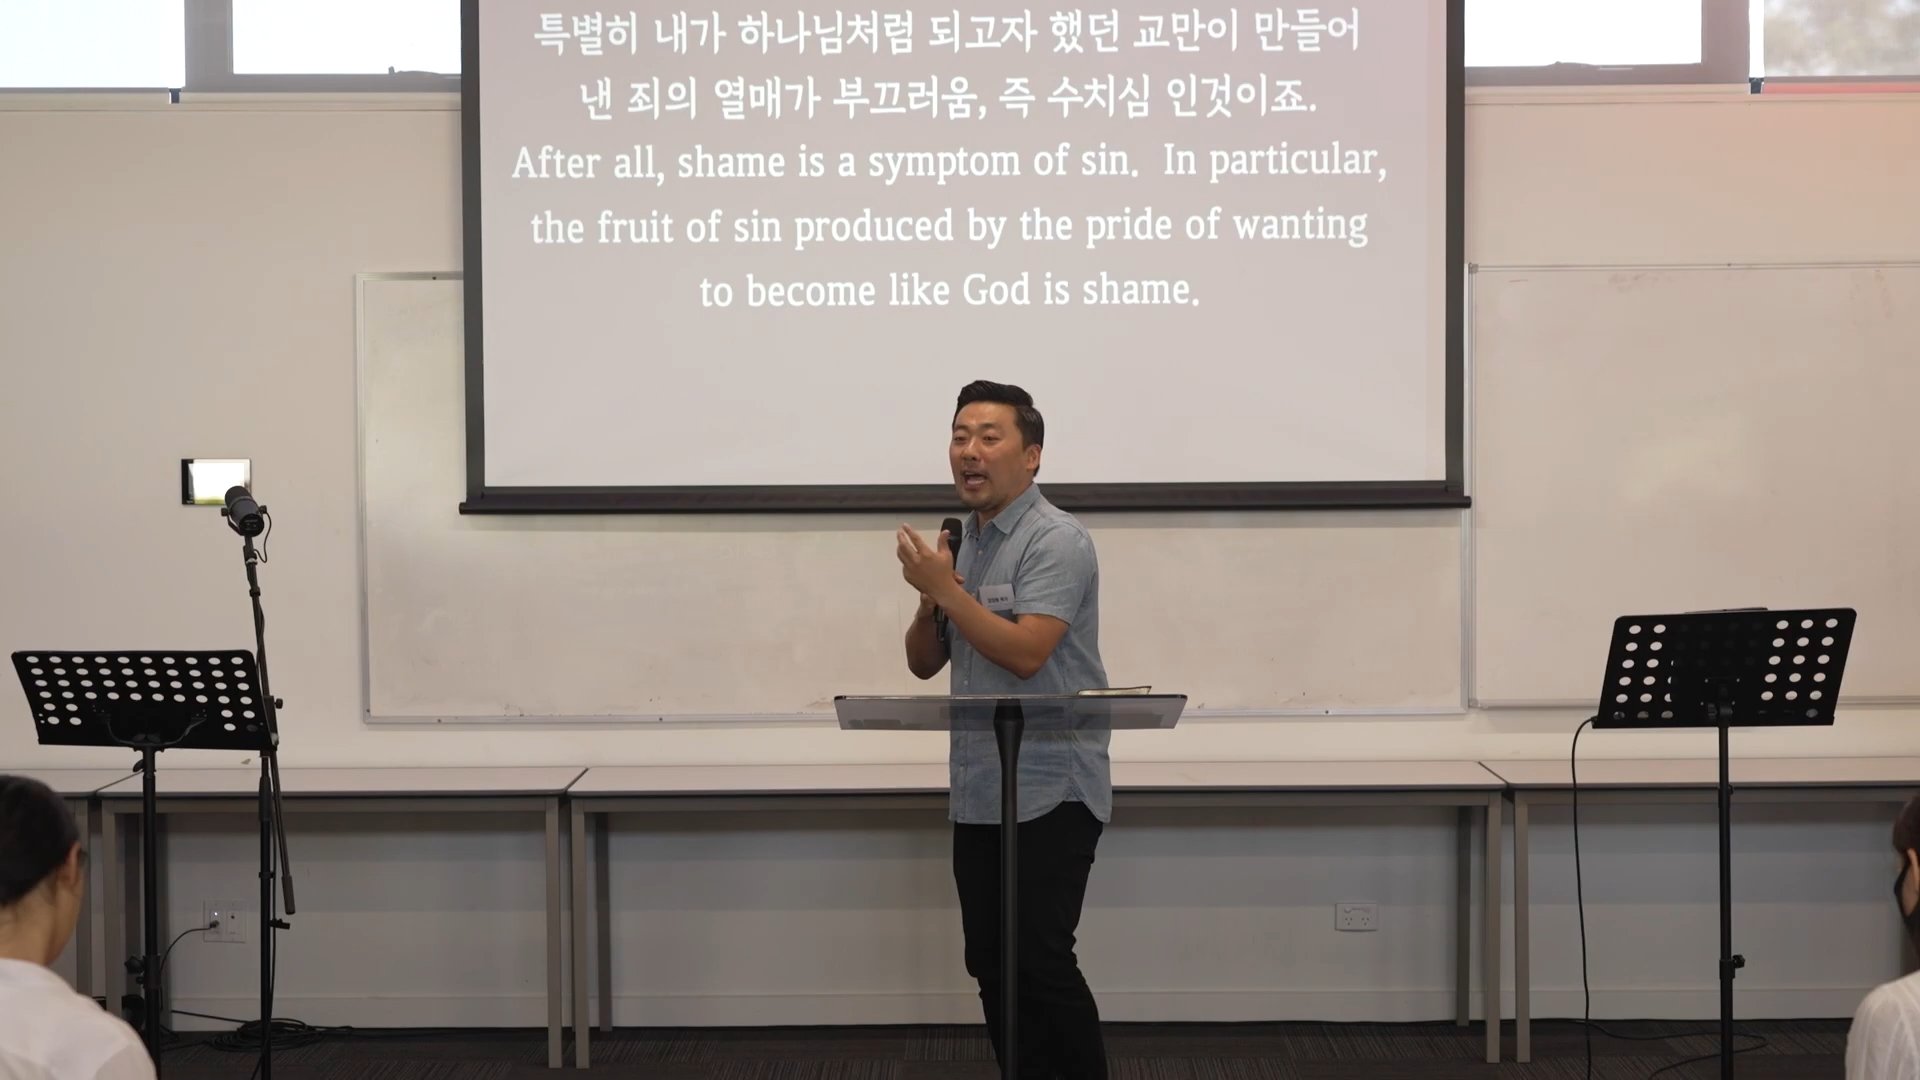 특별히 내가 하나님처럼 되고자 했던 교만이 만들어
낸 죄의 열매가 부끄러움, 즉 수치심 인것이죠.
After all, shame is a symptom of sin.  In particular,
the fruit of sin produced by the pride of wanting
to become like God is shame.